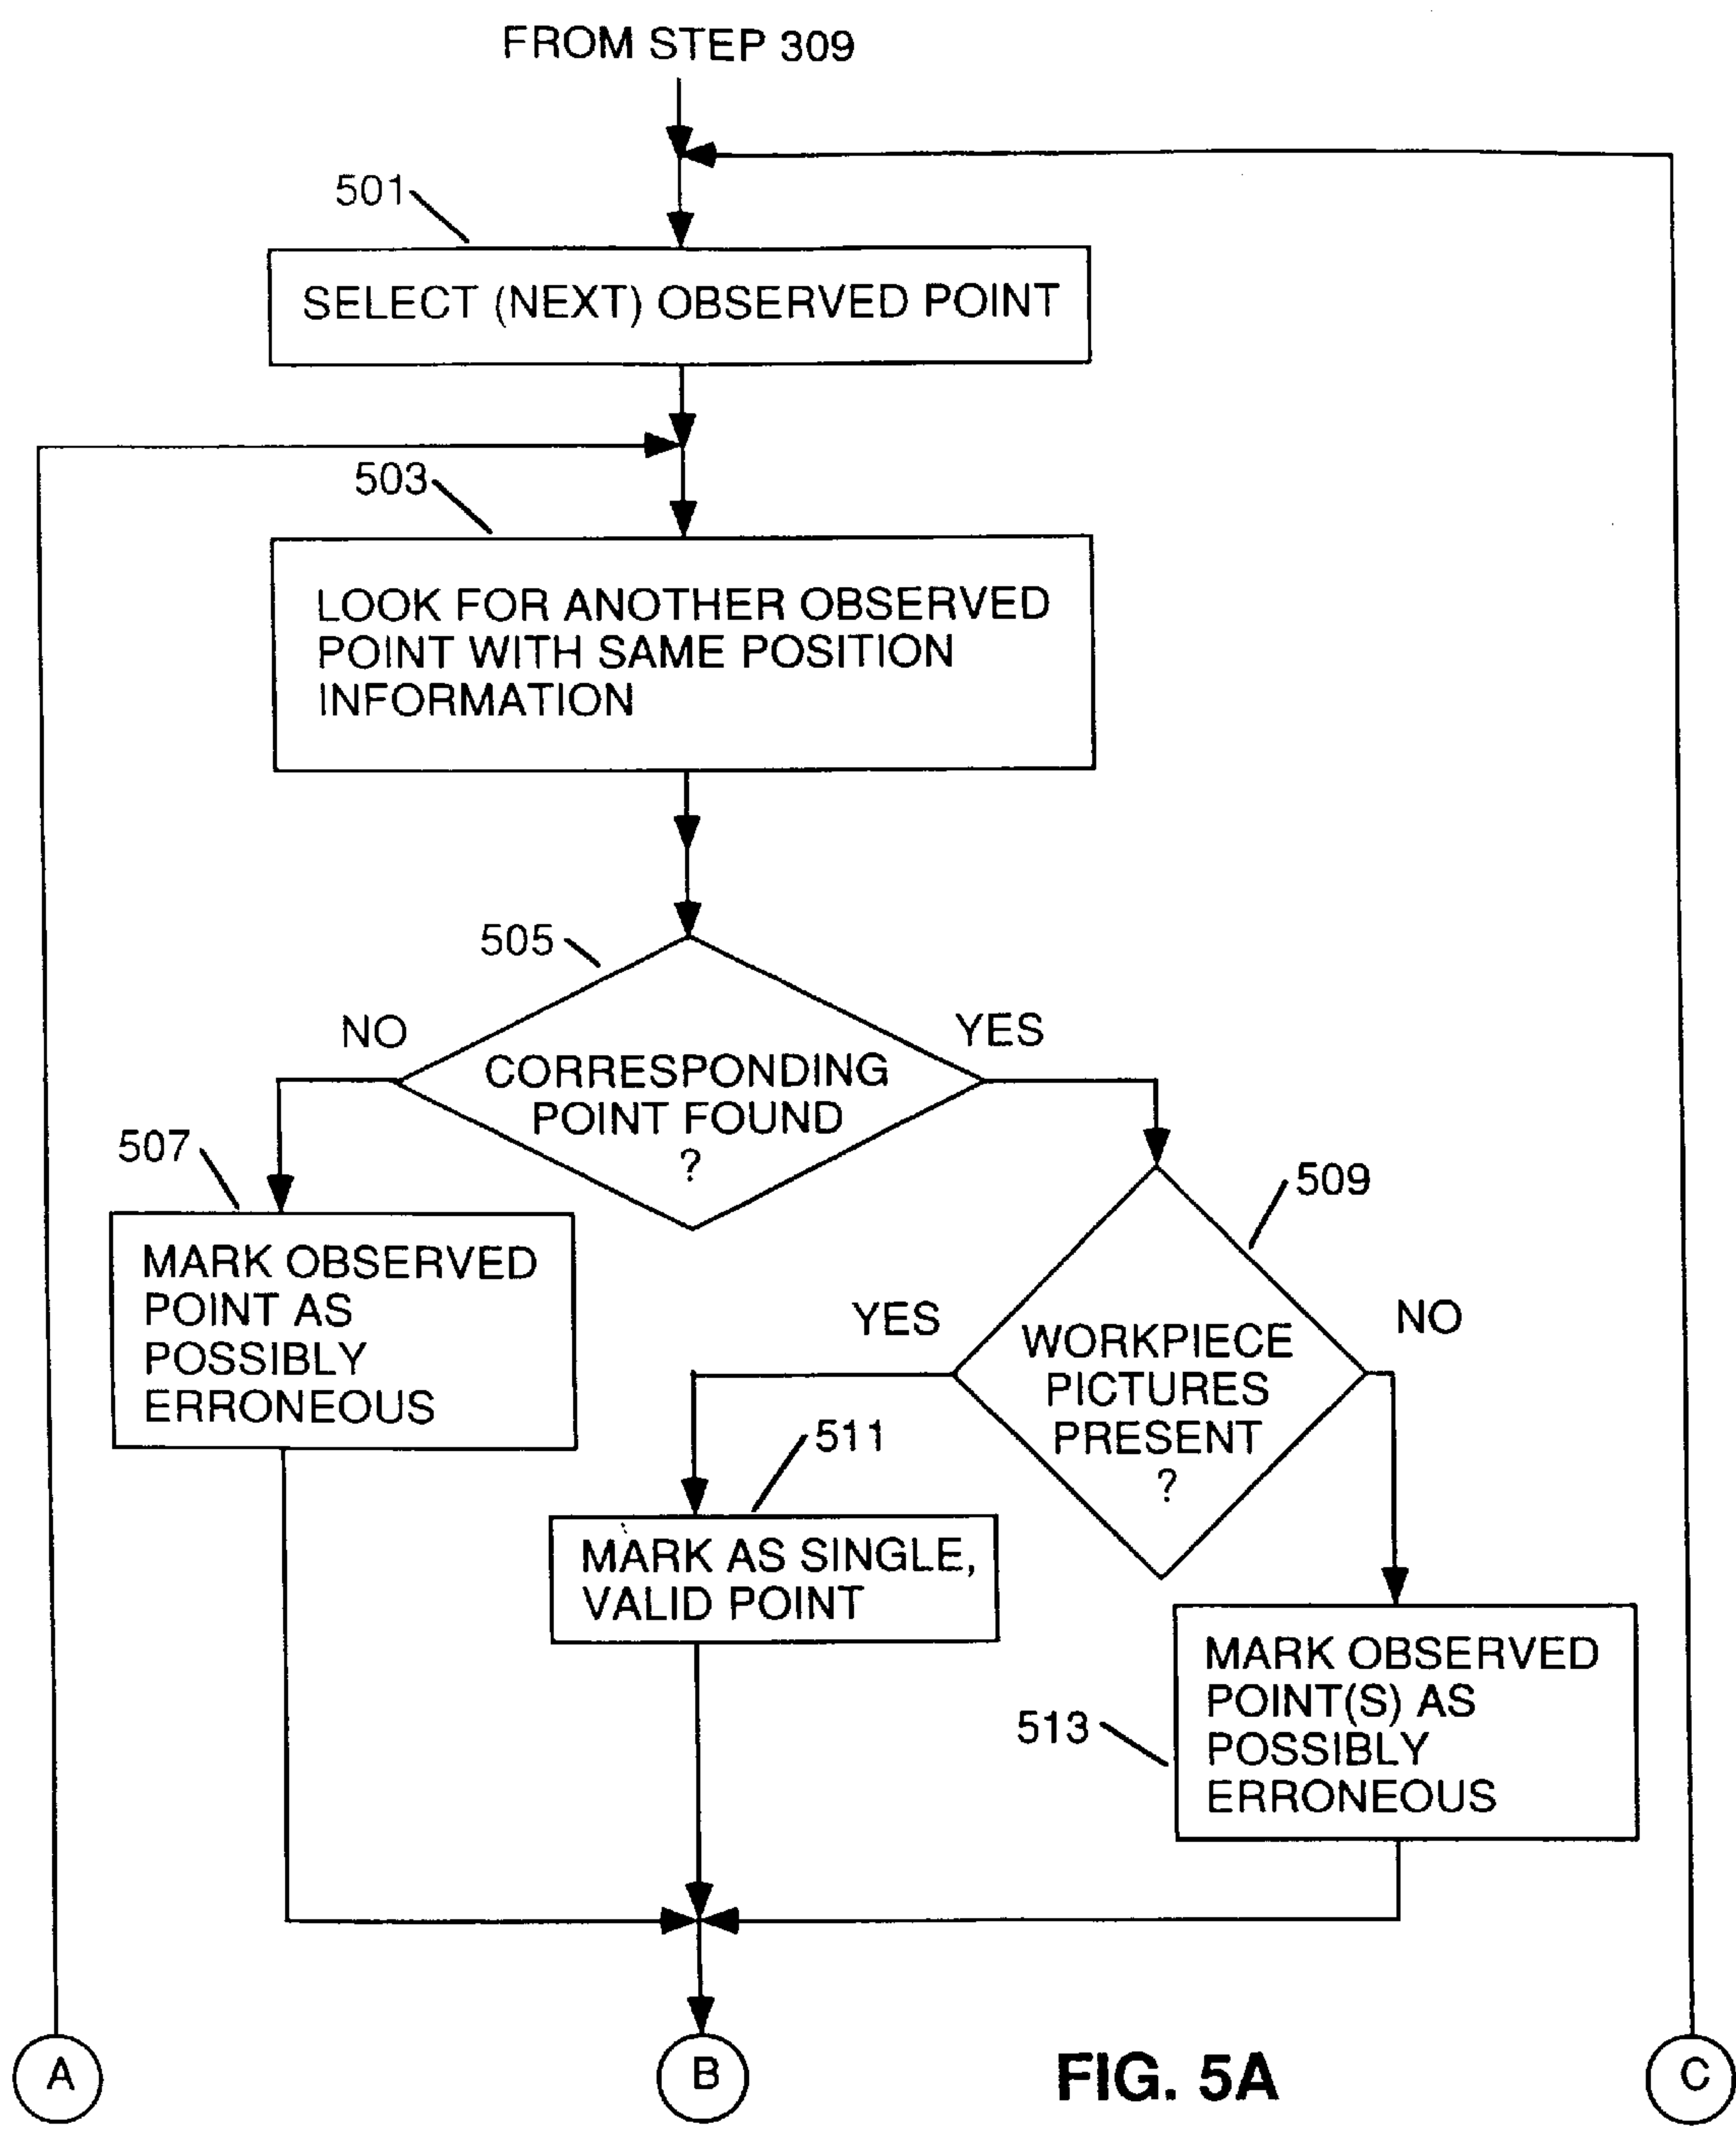 FROM STEP 309
501
SELECT (NEXT) OBSERVED POINT
503
LOOK FOR ANOTHER OBSERVED
POINT WITH SAME POSITION
INFORMATION
505
NO
YES
CORRESPONDING
POINT FOUND
?
507
MARK OBSERVED
POINT AS
POSSIBLY
ERRONEOUS
509
YES
NO
WORKPIECE
PICTURES
PRESENT
?
511
MARK AS SINGLE,
VALID POINT
513
MARK OBSERVED
POINT(S) AS
POSSIBLY
ERRONEOUS
A
B
FIG. 5A
C